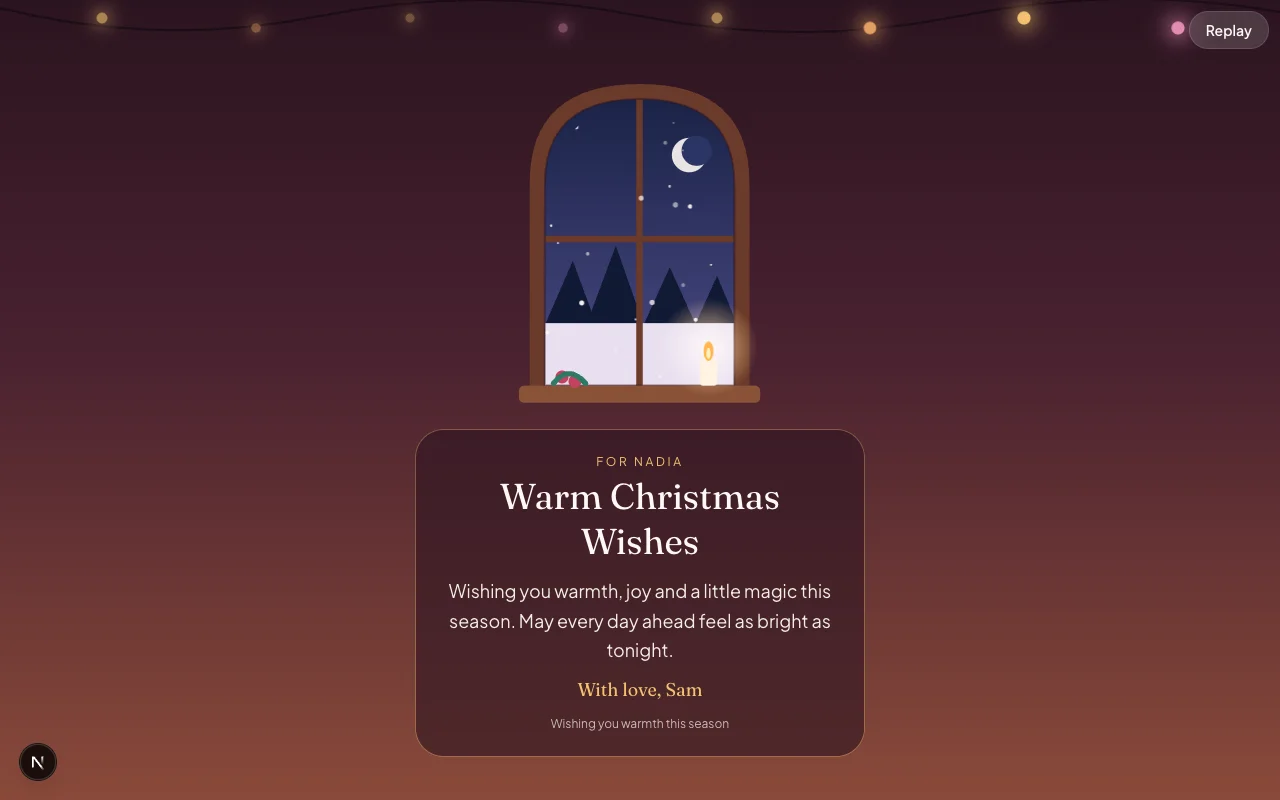 Replay
FOR NADIA
Warm Christmas
Wishes
Wishing you warmth, joy and a little magic this
season. May every day ahead feel as bright as
tonight.
With love, Sam
Wishing you warmth this season
N